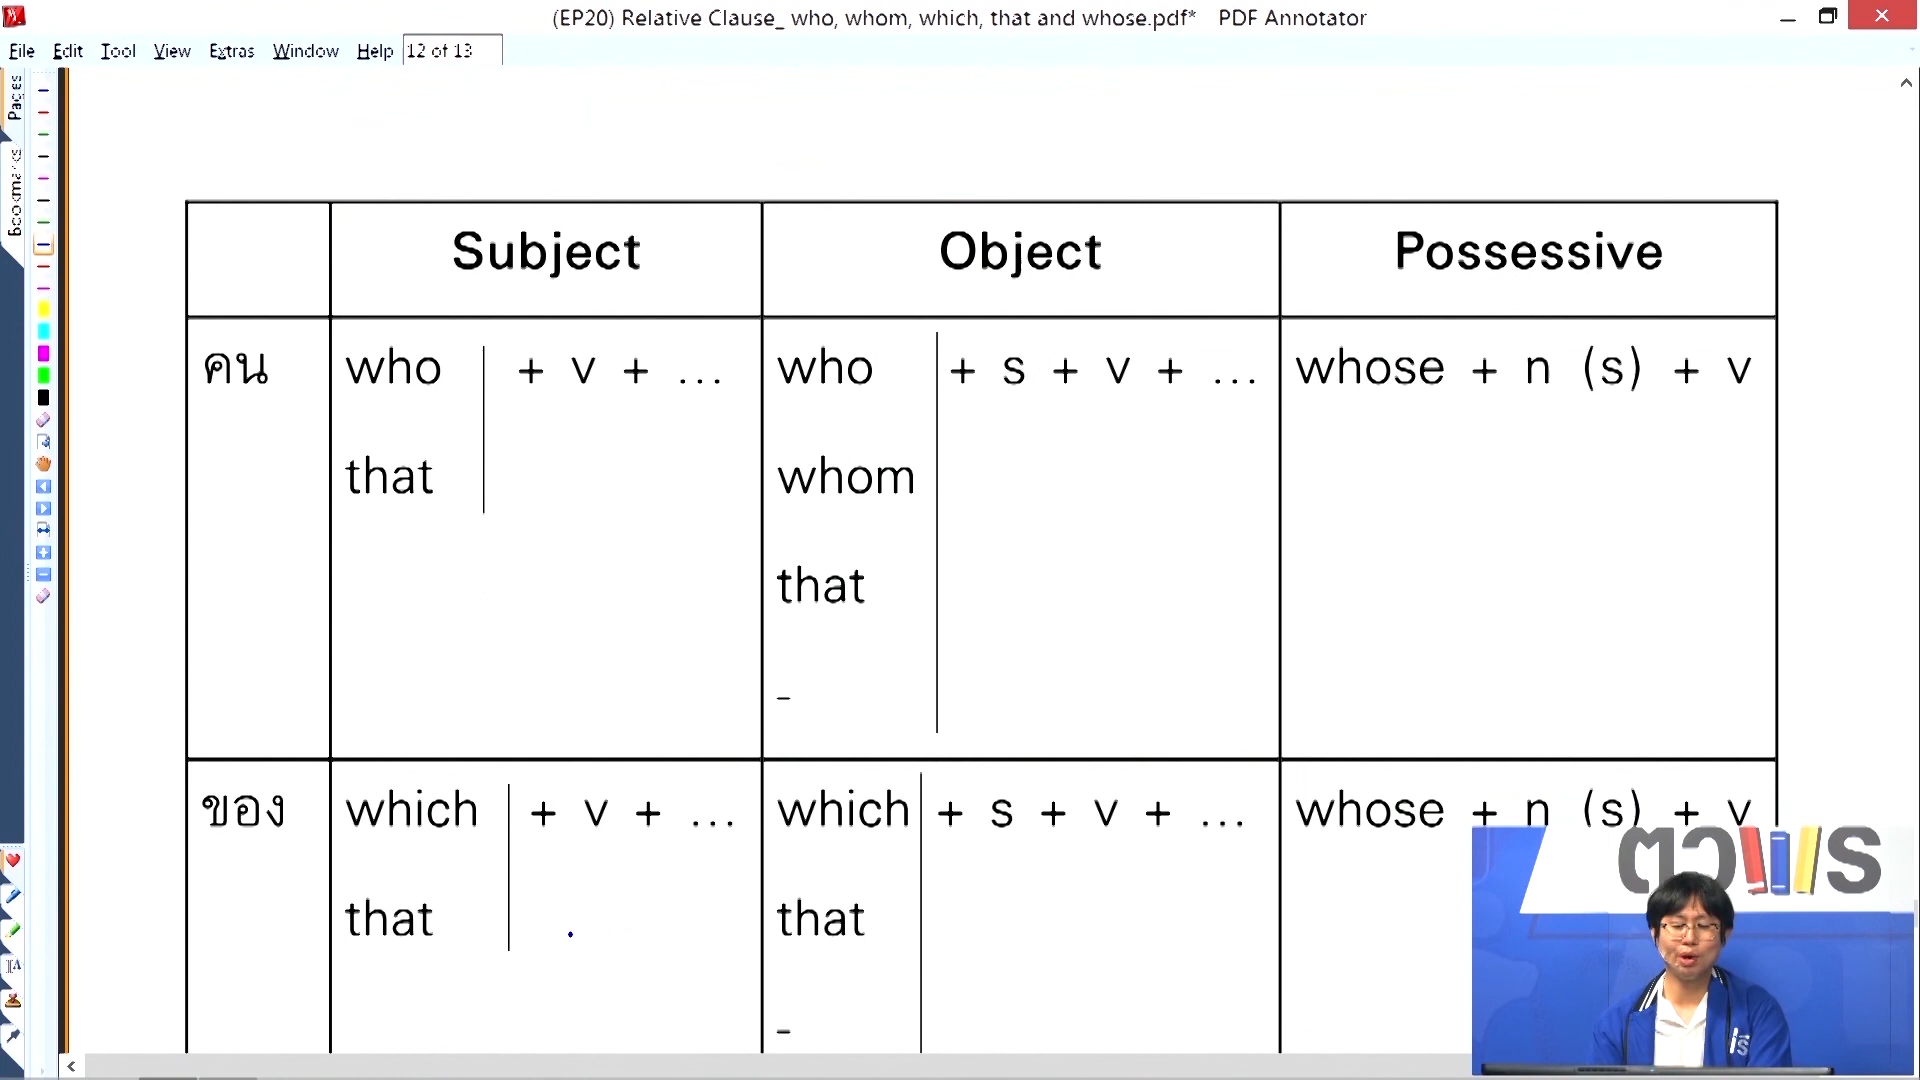 (EP20) Relative Clause_ who, whom, which, that and whose.pdf* PDF Annotator
File Edit Tool View Extras Window Help 12 of 13
Pages
Bookmarks
Subject Object Possessive
คน who + v + ... who + s + v + ... whose + n (s) + v
that whom
that
-
ของ which + v + ... which + s + v + ... whose + n (s) + v
that that
-